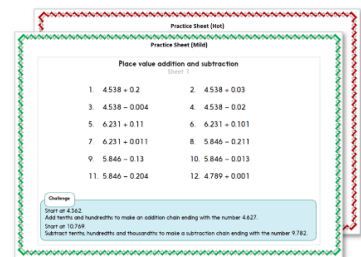 Practice Sheet (Hot)
Practice Sheet (Mild)
Place value addition and subtraction
Sheet 1
1. 4.538 + 0.2
2. 4.538 + 0.03
3. 4.538 – 0.004
4. 4.538 – 0.02
5. 6.231 + 0.11
6. 6.231 + 0.101
7. 6.231 + 0.011
8. 5.846 – 0.211
9. 5.846 – 0.13
10. 5.846 – 0.013
11. 5.846 – 0.204
12. 4.789 + 0.001
Challenge
Start at 4.362.
Add tenths and hundredths to make an addition chain ending with the number 4.627.
Start at 10.769.
Subtract tenths, hundredths and thousandths to make a subtraction chain ending with the number 9.782.